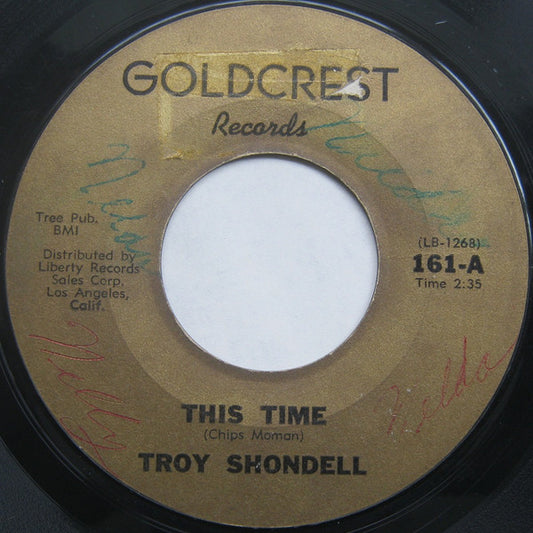 GOLDCREST
Records
Tree Pub.
BMI
Distributed by
Liberty Records
Sales Corp.
Los Angeles,
Calif.
(LB-1268)
161-A
Time 2:35
THIS TIME
(Chips Moman)
TROY SHONDELL
Nelda